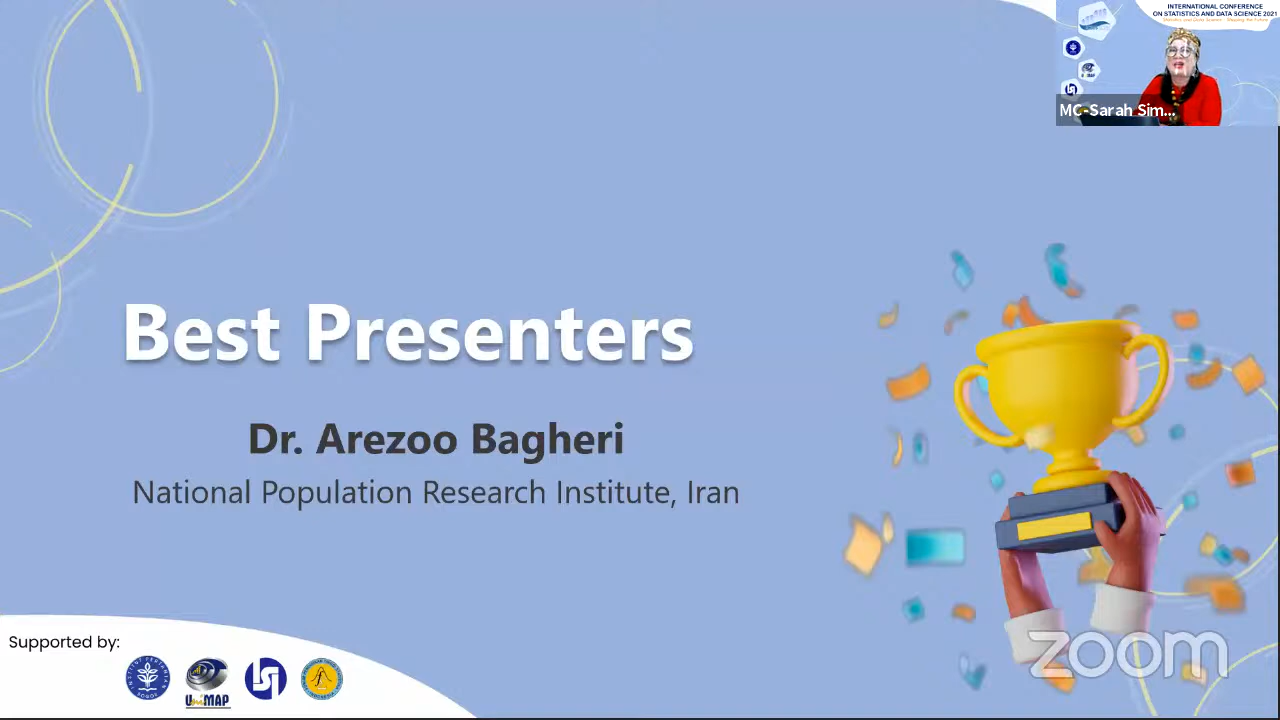 INTERNATIONAL CONFERENCE
ON STATISTICS AND DATA SCIENCE 2021
MC-Sarah Sim...
Best Presenters
Dr. Arezoo Bagheri
National Population Research Institute, Iran
Supported by:
UniMAP
zoom